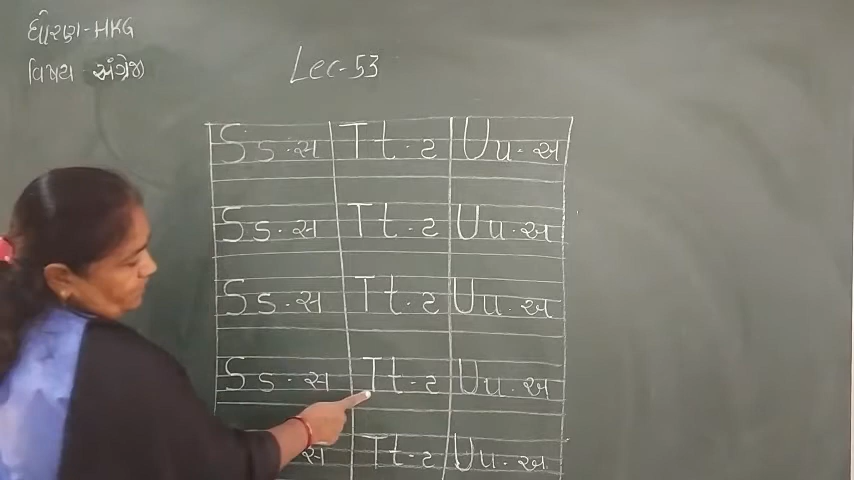 ધોરણ-HKG
વિષય - અંગ્રેજી
Lec-53
Ss.સ Tt.ટ Uu.અ
Ss.સ Tt.ટ Uu.અ
Ss.સ Tt.ટ Uu.અ
Ss.સ Tt.ટ Uu.અ
સ Tt.ટ Uu.અ